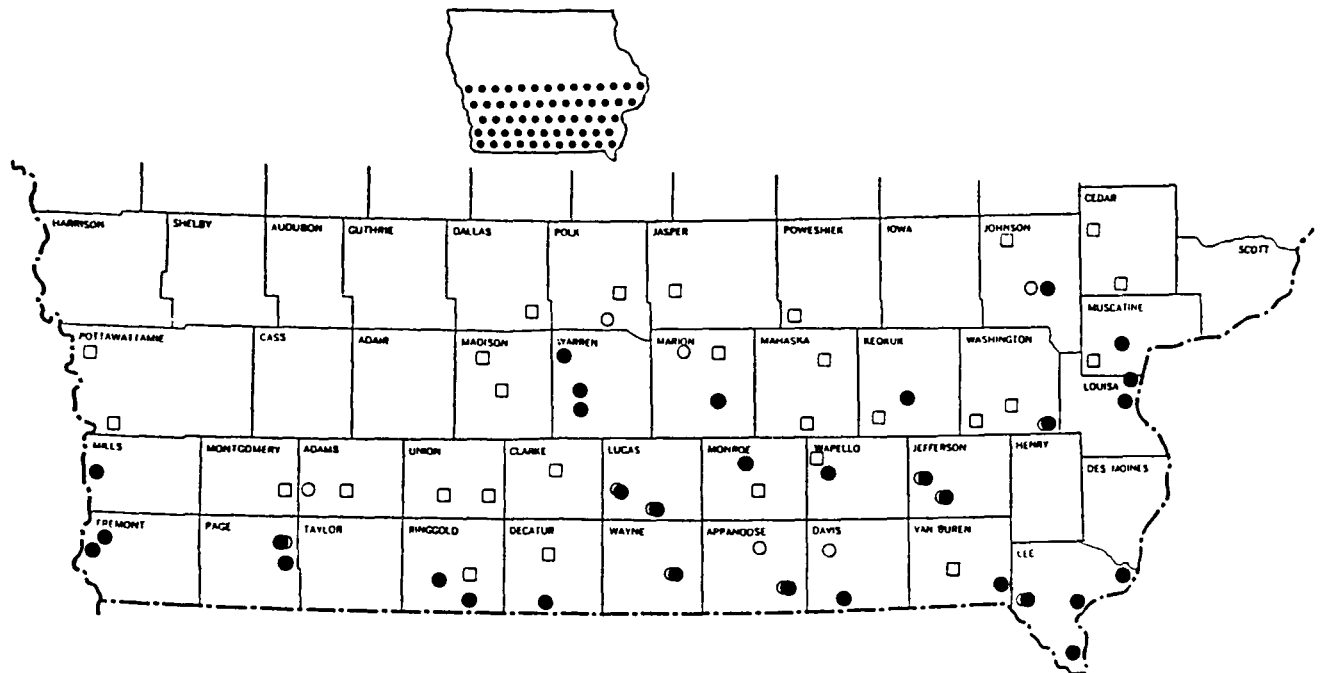 CEDAR
HARRISON
SHELBY
AUDUBON
GUTHRIE
DALLAS
POLK
JASPER
POWESHIEK
IOWA
JOHNSON
SCOTT
MUSCATINE
POTTAWATTAMIE
CASS
ADAIR
MADISON
WARREN
MARION
MAHASKA
KEOKUK
WASHINGTON
LOUISA
MILLS
MONTGOMERY
ADAMS
UNION
CLARKE
LUCAS
MONROE
WAPELLO
JEFFERSON
HENRY
DES MOINES
FREMONT
PAGE
TAYLOR
RINGGOLD
DECATUR
WAYNE
APPANOOSE
DAVIS
VAN BUREN
LEE